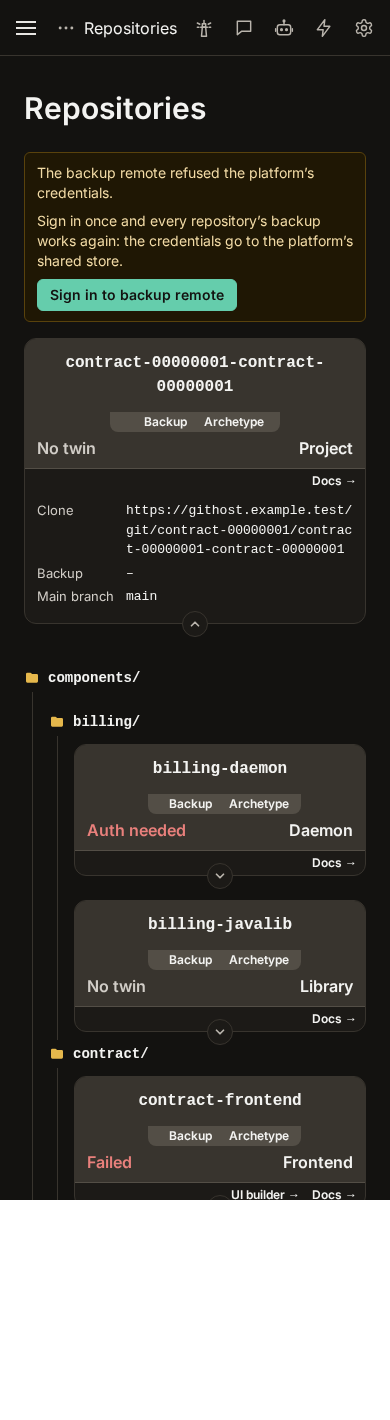 Repositories
Repositories
The backup remote refused the platform's
credentials.
Sign in once and every repository's backup
works again: the credentials go to the platform's
shared store.
Sign in to backup remote
contract-00000001-contract-
00000001
Backup Archetype
No twin Project
Docs →
Clone https://githost.example.test/
git/contract-00000001/contrac
t-00000001-contract-00000001
Backup –
Main branch main
components/
billing/
billing-daemon
Backup Archetype
Auth needed Daemon
Docs →
billing-javalib
Backup Archetype
No twin Library
Docs →
contract/
contract-frontend
Backup Archetype
Failed Frontend
UI builder → Docs →